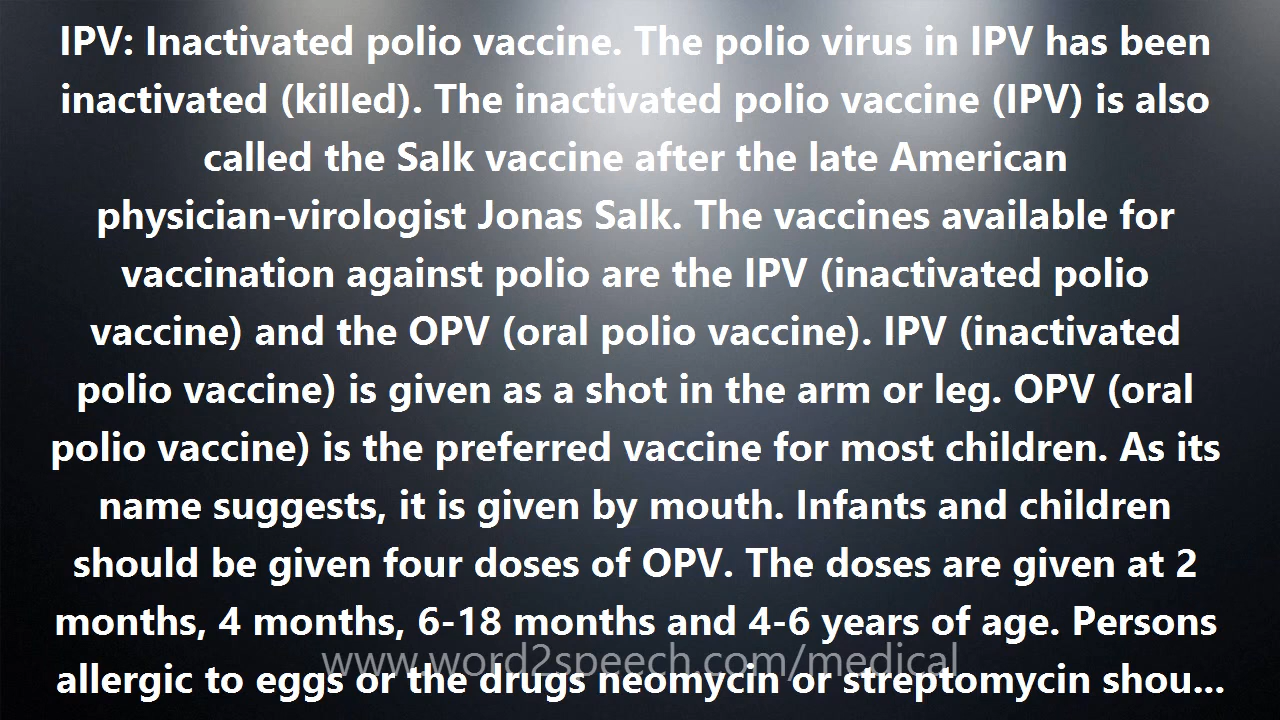 IPV: Inactivated polio vaccine. The polio virus in IPV has been
inactivated (killed). The inactivated polio vaccine (IPV) is also
called the Salk vaccine after the late American
physician-virologist Jonas Salk. The vaccines available for
vaccination against polio are the IPV (inactivated polio
vaccine) and the OPV (oral polio vaccine). IPV (inactivated
polio vaccine) is given as a shot in the arm or leg. OPV (oral
polio vaccine) is the preferred vaccine for most children. As its
name suggests, it is given by mouth. Infants and children
should be given four doses of OPV. The doses are given at 2
months, 4 months, 6-18 months and 4-6 years of age. Persons
www.word2speech.com/medical
allergic to eggs or the drugs neomycin or streptomycin shou...